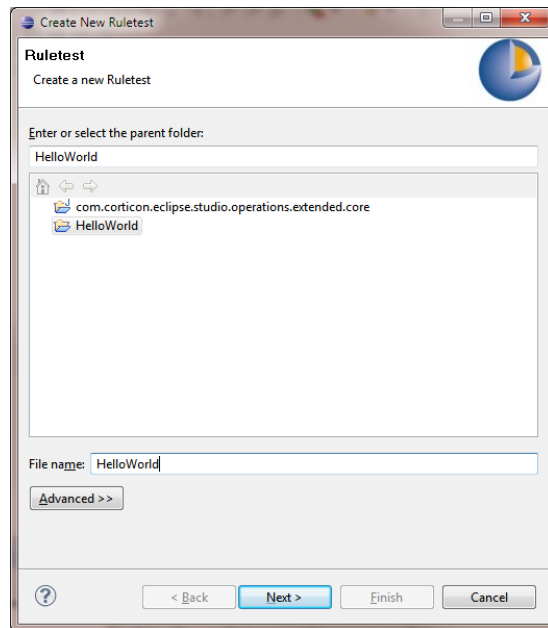 Create New Ruletest
Ruletest
Create a new Ruletest
Enter or select the parent folder:
HelloWorld
com.corticon.eclipse.studio.operations.extended.core
HelloWorld
File name: HelloWorld
Advanced >>
< Back Next > Finish Cancel